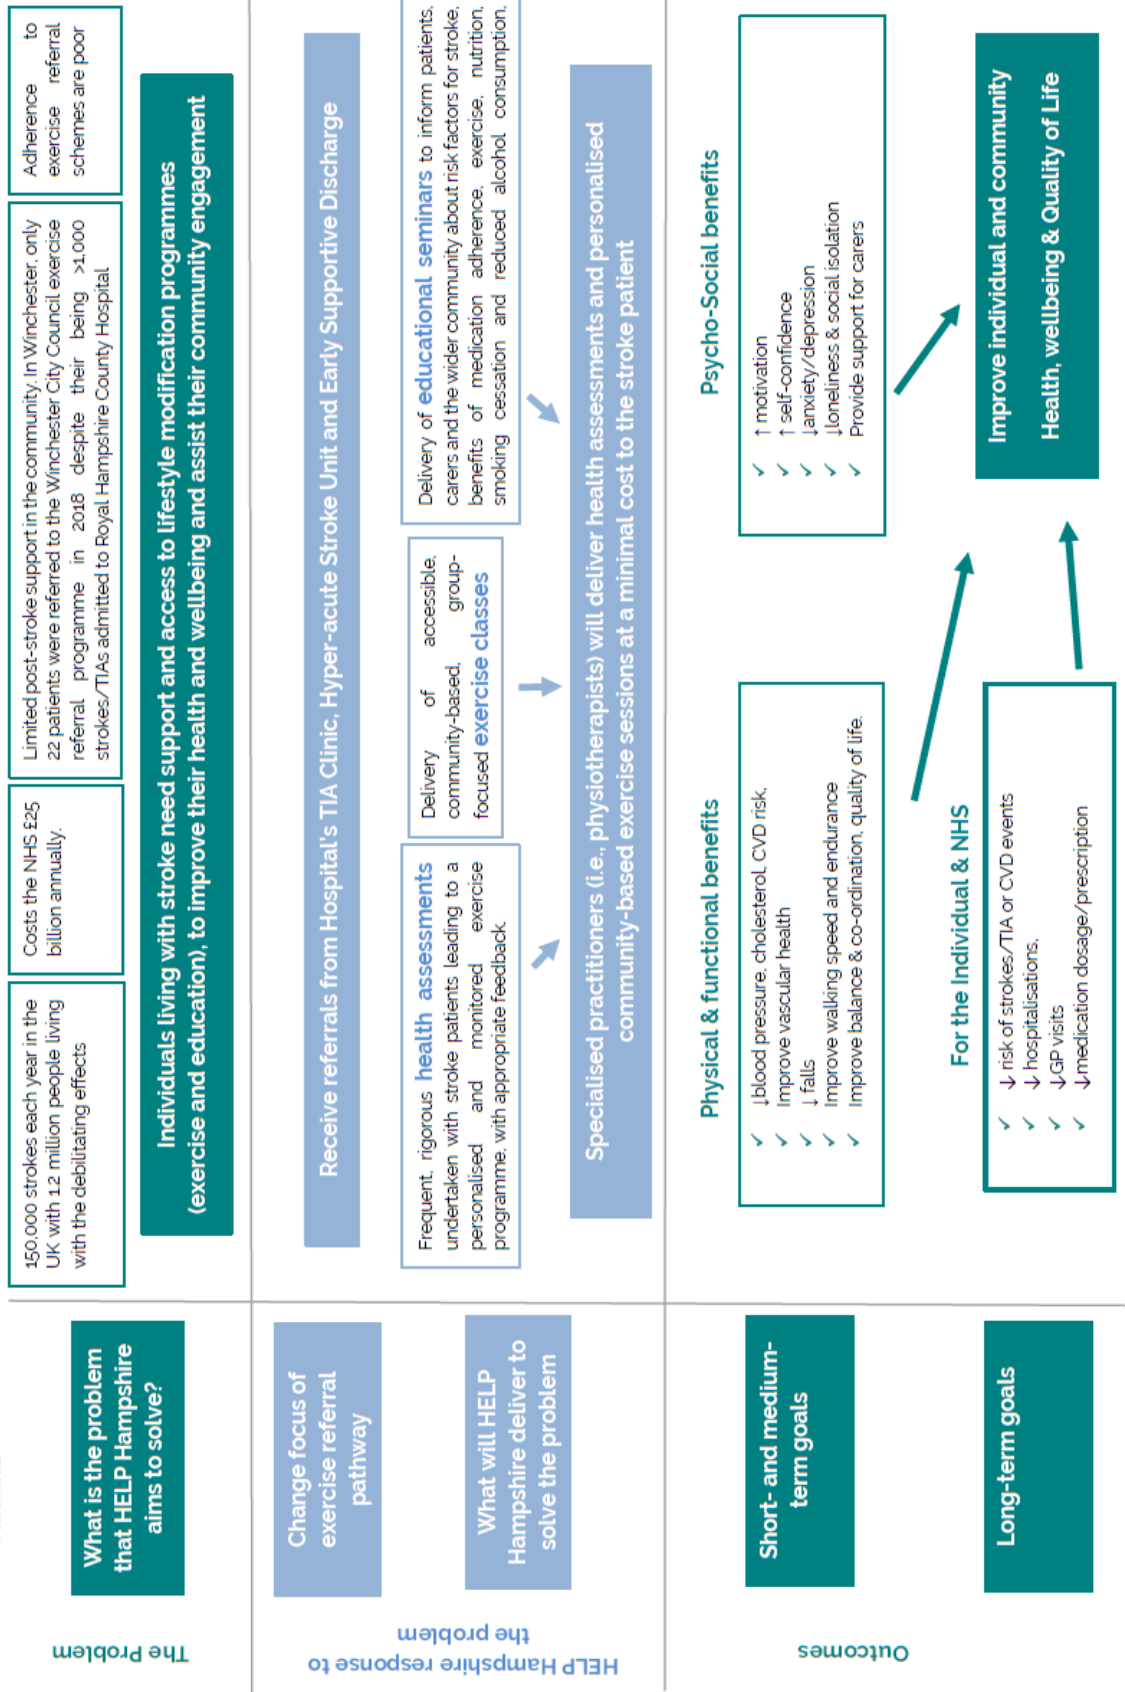 The Problem
What is the problem
that HELP Hampshire
aims to solve?
150,000 strokes each year in the
UK with 1.2 million people living
with the debilitating effects
Costs the NHS £25
billion annually.
Limited post-stroke support in the community. In Winchester, only
22 patients were referred to the Winchester City Council exercise
referral programme in 2018 despite their being >1,000
strokes/TIAs admitted to Royal Hampshire County Hospital
Adherence to
exercise referral
schemes are poor
Individuals living with stroke need support and access to lifestyle modification programmes
(exercise and education), to improve their health and wellbeing and assist their community engagement
HELP Hampshire response to
the problem
Change focus of
exercise referral
pathway
Receive referrals from Hospital's TIA Clinic, Hyper-acute Stroke Unit and Early Supportive Discharge
What will HELP
Hampshire deliver to
solve the problem
Frequent, rigorous health assessments
undertaken with stroke patients leading to a
personalised and monitored exercise
programme, with appropriate feedback.
Delivery of accessible,
community-based, group-
focused exercise classes
Delivery of educational seminars to inform patients,
carers and the wider community about risk factors for stroke,
benefits of medication adherence, exercise, nutrition,
smoking cessation and reduced alcohol consumption.
Specialised practitioners (i.e., physiotherapists) will deliver health assessments and personalised
community-based exercise sessions at a minimal cost to the stroke patient
Outcomes
Short- and medium-
term goals
Physical & functional benefits
✓ ↓blood pressure, cholesterol, CVD risk,
✓ Improve vascular health
✓ ↓ falls
✓ Improve walking speed and endurance
✓ Improve balance & co-ordination, quality of life.
Psycho-Social benefits
✓ ↑ motivation
✓ ↑ self-confidence
✓ ↓anxiety/depression
✓ ↓loneliness & social isolation
✓ Provide support for carers
Long-term goals
For the Individual & NHS
✓ ↓ risk of strokes/TIA or CVD events
✓ ↓ hospitalisations,
✓ ↓GP visits
✓ ↓medication dosage/prescription
Improve individual and community
Health, wellbeing & Quality of Life